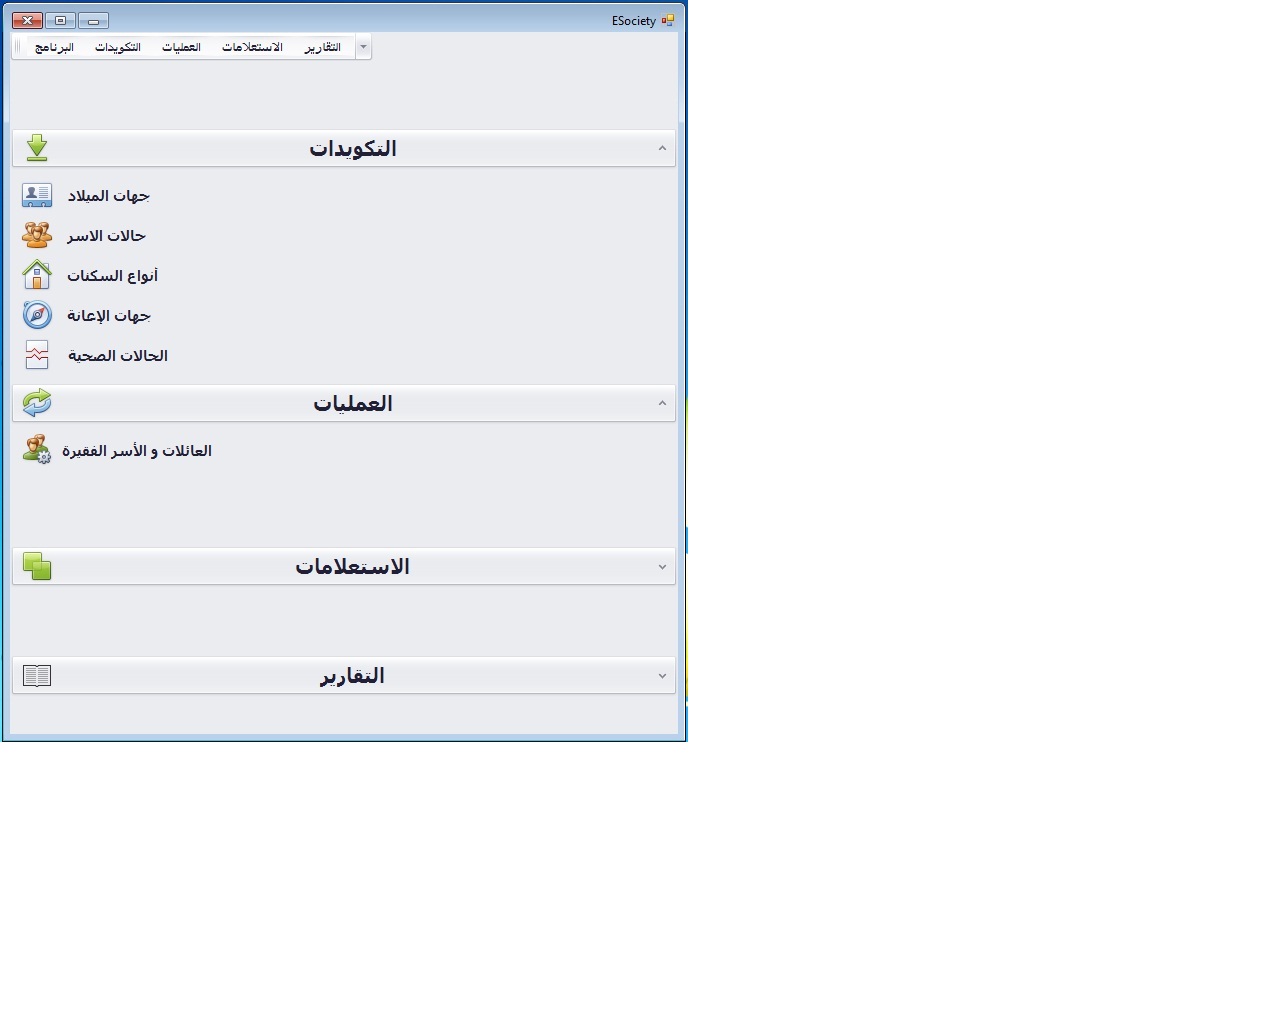 ESociety
البرنامج التكويدات العمليات الاستعلامات التقارير
التكويدات
جهات الميلاد
حالات الاسر
أنواع السكنات
جهات الإعانة
الحالات الصحية
العمليات
العائلات و الأسر الفقيرة
الاستعلامات
التقارير